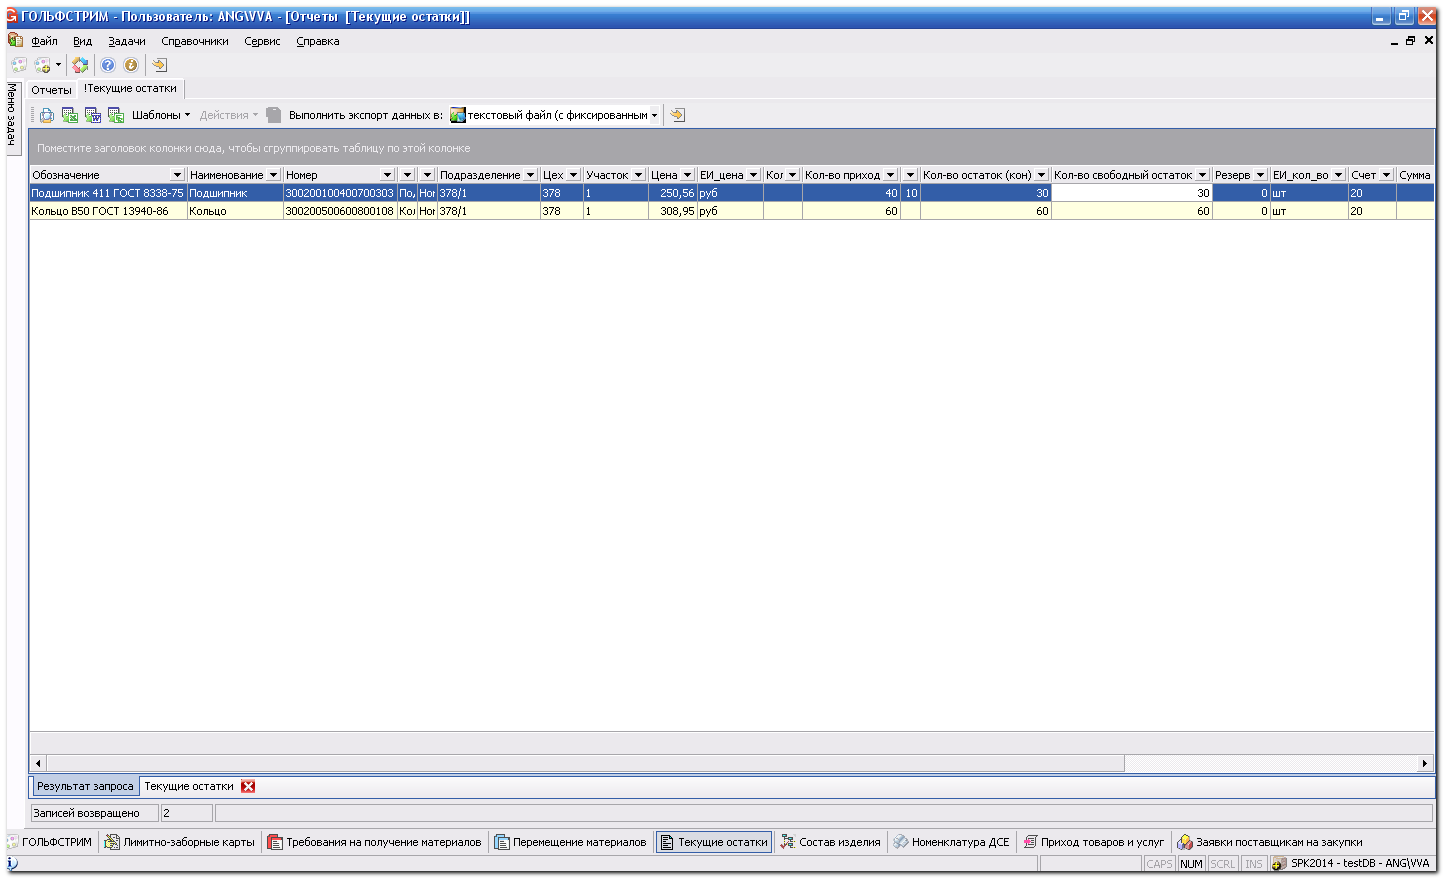 ГОЛЬФСТРИМ - Пользователь: ANG\VVA - [Отчеты [Текущие остатки]]
Файл Вид Задачи Справочники Сервис Справка
Меню задач
Отчеты !Текущие остатки
Шаблоны Действия Выполнить экспорт данных в: текстовый файл (с фиксированным
Поместите заголовок колонки сюда, чтобы сгруппировать таблицу по этой колонке
Обозначение Наименование Номер Подразделение Цех Участок Цена ЕИ_цена Кол Кол-во приход Кол-во остаток (кон) Кол-во свободный остаток Резерв ЕИ_кол_во Счет Сумма
Подшипник 411 ГОСТ 8338-75 Подшипник 300200100400700303 По Но 378/1 378 1 250,56 руб 40 10 30 30 0 шт 20
Кольцо В50 ГОСТ 13940-86 Кольцо 300200500600800108 Ко Но 378/1 378 1 308,95 руб 60 60 60 0 шт 20
Результат запроса Текущие остатки
Записей возвращено 2
ГОЛЬФСТРИМ Лимитно-заборные карты Требования на получение материалов Перемещение материалов Текущие остатки Состав изделия Номенклатура ДСЕ Приход товаров и услуг Заявки поставщикам на закупки
CAPS NUM SCRL INS SPK2014 - testDB - ANG\VVA